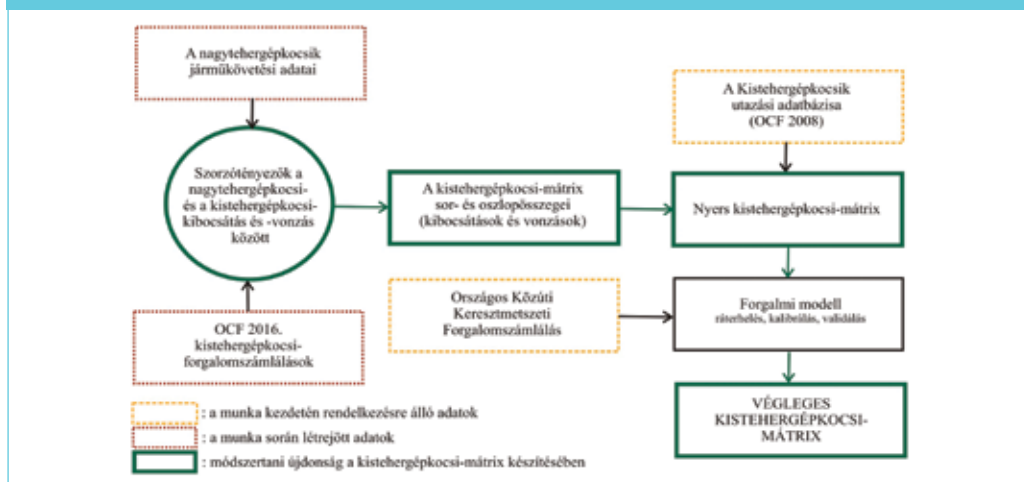 A nagytehergépkocsik
járműkövetési adatai
A Kistehergépkocsik
utazási adatbázisa
(OCF 2008)
Szorzótényezők a
nagytehergépkocsi-
és a kistehergépkocsi-
kibocsátás és -vonzás
között
A kistehergépkocsi-mátrix
sor- és oszlopösszegei
(kibocsátások és vonzások)
Nyers kistehergépkocsi-mátrix
Országos Közúti
Keresztmetszeti
Forgalomszámlálás
Forgalmi modell
ráterhelés, kalibrálás, validálás
OCF 2016.
kistehergépkocsi-
forgalomszámlálások
VÉGLEGES
KISTEHERGÉPKOCSI-
MÁTRIX
: a munka kezdetén rendelkezésre álló adatok
: a munka során létrejött adatok
: módszertani újdonság a kistehergépkocsi-mátrix készítésében